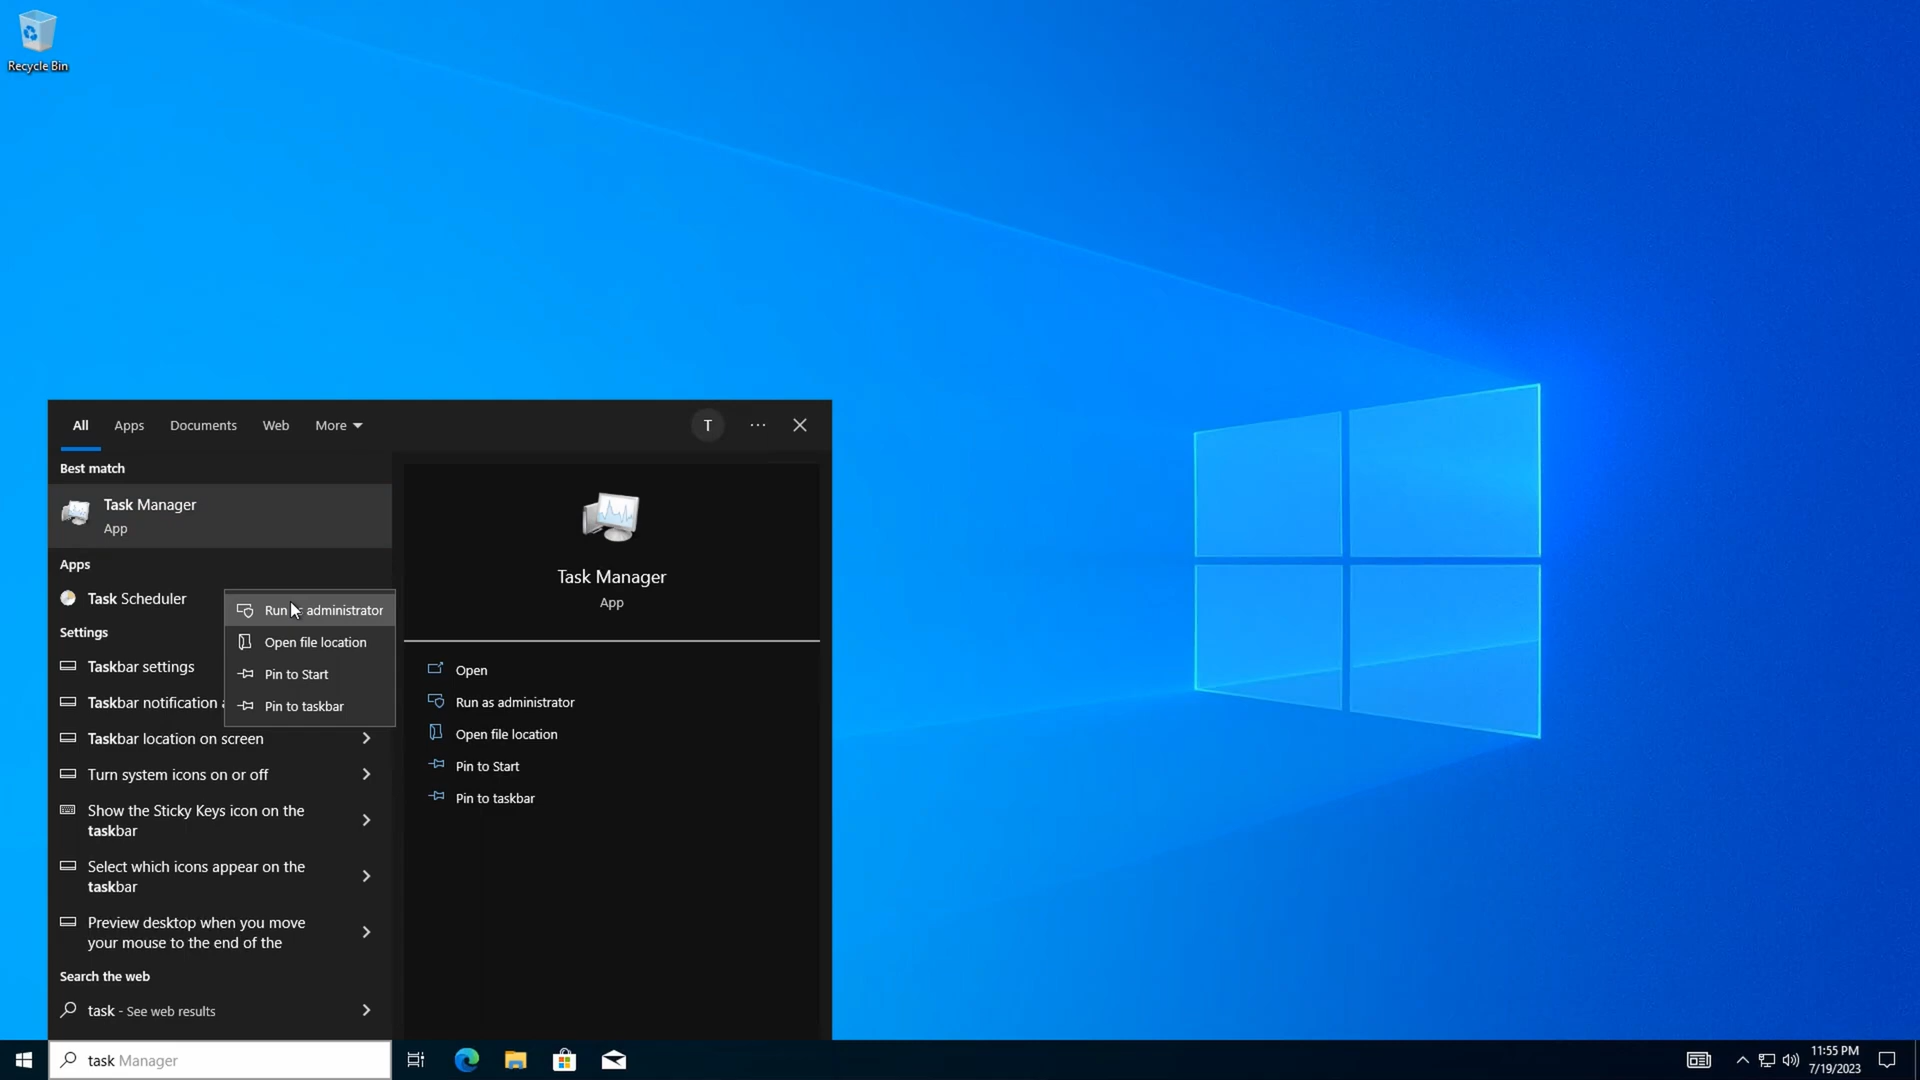 Recycle Bin
All
Apps
Documents
Web
More
T
Best match
Task Manager
App
Apps
Task Scheduler
Run as administrator
Open file location
Pin to Start
Pin to taskbar
Settings
Taskbar settings
Taskbar notification
Taskbar location on screen
Turn system icons on or off
Show the Sticky Keys icon on the
taskbar
Select which icons appear on the
taskbar
Preview desktop when you move
your mouse to the end of the
Search the web
task - See web results
Task Manager
App
Open
Run as administrator
Open file location
Pin to Start
Pin to taskbar
task Manager
11:55 PM
7/19/2023